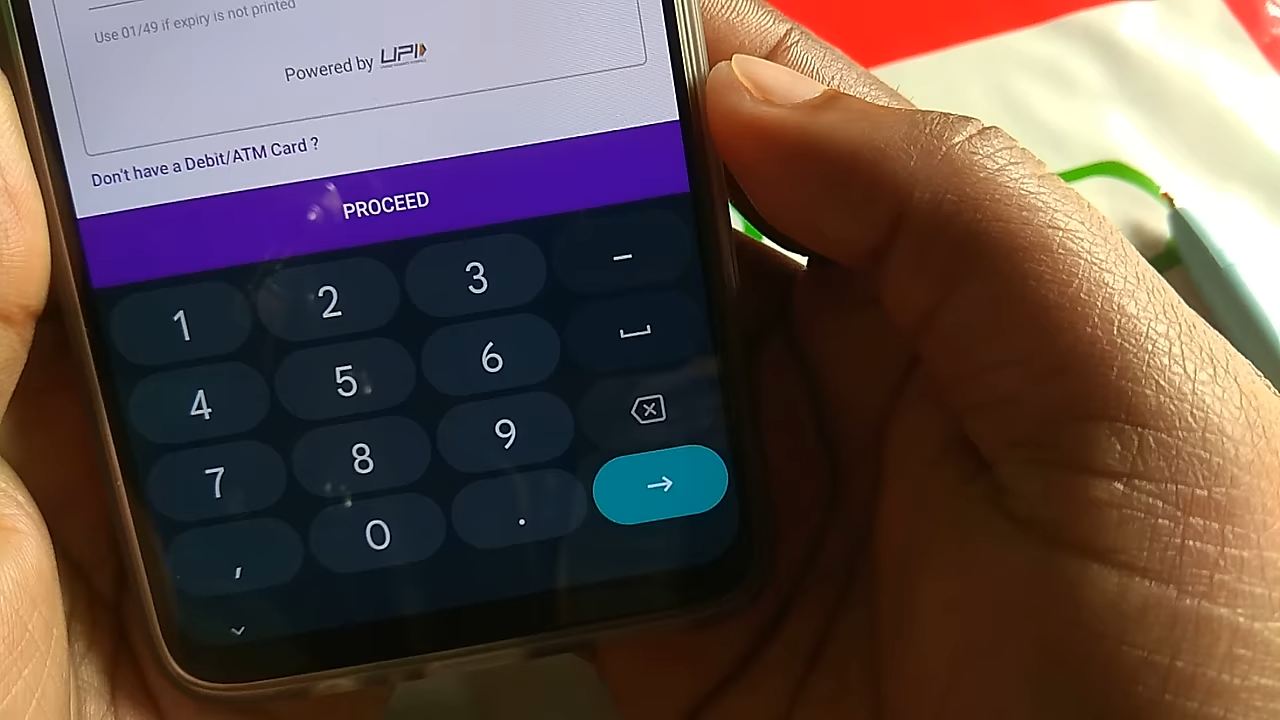 Use 01/49 if expiry is not printed
Powered by UPI
Don't have a Debit/ATM Card ?
PROCEED
1 2 3 –
4 5 6
7 8 9
, 0 .